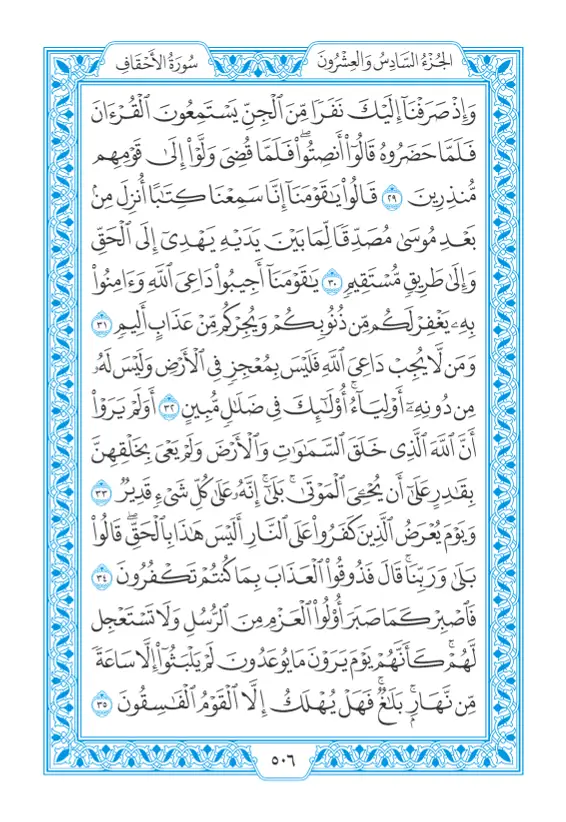 الجُزْءُ السَّادِسُ وَالعِشْرُونَ
سُورَةُ الأَحْقَافِ
وَإِذْ صَرَفْنَآ إِلَيْكَ نَفَرًا مِّنَ ٱلْجِنِّ يَسْتَمِعُونَ ٱلْقُرْءَانَ
فَلَمَّا حَضَرُوهُ قَالُوٓا۟ أَنصِتُوا۟ ۖ فَلَمَّا قُضِىَ وَلَّوْا۟ إِلَىٰ قَوْمِهِم
مُّنذِرِينَ ٢٩ قَالُوا۟ يَٰقَوْمَنَآ إِنَّا سَمِعْنَا كِتَٰبًا أُنزِلَ مِنۢ
بَعْدِ مُوسَىٰ مُصَدِّقًا لِّمَا بَيْنَ يَدَيْهِ يَهْدِىٓ إِلَى ٱلْحَقِّ
وَإِلَىٰ طَرِيقٍ مُّسْتَقِيمٍ ٣٠ يَٰقَوْمَنَآ أَجِيبُوا۟ دَاعِىَ ٱللَّهِ وَءَامِنُوا۟
بِهِۦ يَغْفِرْ لَكُم مِّن ذُنُوبِكُمْ وَيُجِرْكُم مِّنْ عَذَابٍ أَلِيمٍ ٣١
وَمَن لَّا يُجِبْ دَاعِىَ ٱللَّهِ فَلَيْسَ بِمُعْجِزٍ فِى ٱلْأَرْضِ وَلَيْسَ لَهُۥ
مِن دُونِهِۦٓ أَوْلِيَآءُ ۚ أُو۟لَٰٓئِكَ فِى ضَلَٰلٍ مُّبِينٍ ٣٢ أَوَلَمْ يَرَوْا۟
أَنَّ ٱللَّهَ ٱلَّذِى خَلَقَ ٱلسَّمَٰوَٰتِ وَٱلْأَرْضَ وَلَمْ يَعْىَ بِخَلْقِهِنَّ
بِقَٰدِرٍ عَلَىٰٓ أَن يُحْـِۧىَ ٱلْمَوْتَىٰ ۚ بَلَىٰٓ ۚ إِنَّهُۥ عَلَىٰ كُلِّ شَىْءٍ قَدِيرٌ ٣٣
وَيَوْمَ يُعْرَضُ ٱلَّذِينَ كَفَرُوا۟ عَلَى ٱلنَّارِ أَلَيْسَ هَٰذَا بِٱلْحَقِّ ۖ قَالُوا۟
بَلَىٰ وَرَبِّنَا ۚ قَالَ فَذُوقُوا۟ ٱلْعَذَابَ بِمَا كُنتُمْ تَكْفُرُونَ ٣٤
فَٱصْبِرْ كَمَا صَبَرَ أُو۟لُوا۟ ٱلْعَزْمِ مِنَ ٱلرُّسُلِ وَلَا تَسْتَعْجِل
لَّهُمْ ۚ كَأَنَّهُمْ يَوْمَ يَرَوْنَ مَا يُوعَدُونَ لَمْ يَلْبَثُوٓا۟ إِلَّا سَاعَةً
مِّن نَّهَارٍۭ ۚ بَلَٰغٌ ۚ فَهَلْ يُهْلَكُ إِلَّا ٱلْقَوْمُ ٱلْفَٰسِقُونَ ٣٥
٥٠٦